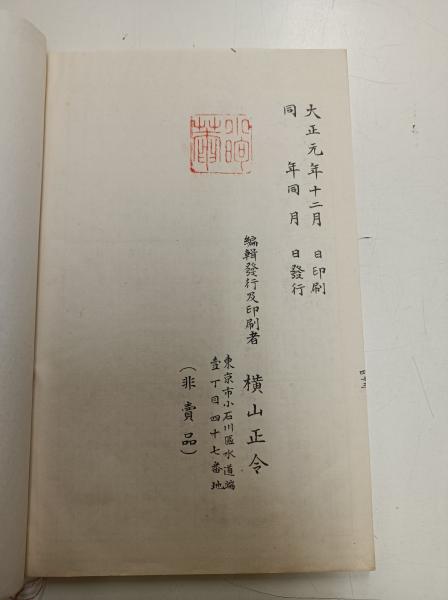 大正元年十二月　日印刷
同　　年同月　日發行
編輯發行及印刷者　橫山正令
東京市小石川區水道端
壹丁目四十七番地
（非賣品）